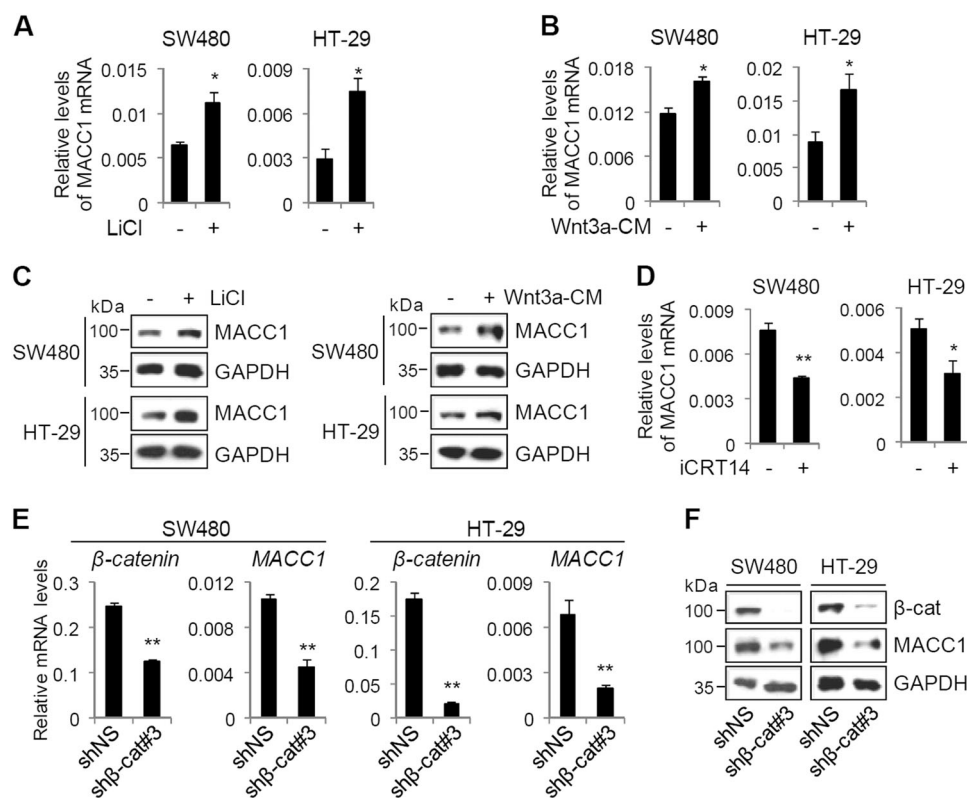 A
SW480 HT-29
Relative levels
of MACC1 mRNA
0.015
0.01
0.005
0
0.009
0.006
0.003
0
*
*
LiCl - + - +
B
SW480 HT-29
Relative levels
of MACC1 mRNA
0.018
0.012
0.006
0
0.02
0.015
0.01
0.005
0
*
*
Wnt3a-CM - + - +
C
kDa - + LiCl
SW480
100 MACC1
35 GAPDH
HT-29
100 MACC1
35 GAPDH
kDa - + Wnt3a-CM
SW480
100 MACC1
35 GAPDH
HT-29
100 MACC1
35 GAPDH
D
SW480 HT-29
Relative levels
of MACC1 mRNA
0.009
0.006
0.003
0
0.006
0.004
0.002
0
**
*
iCRT14 - + - +
E
SW480 HT-29
β-catenin MACC1 β-catenin MACC1
Relative mRNA levels
0.3
0.2
0.1
0
0.012
0.008
0.004
0
0.2
0.15
0.1
0.05
0
0.009
0.006
0.003
0
**
**
**
**
shNS shβ-cat#3 shNS shβ-cat#3 shNS shβ-cat#3 shNS shβ-cat#3
F
SW480 HT-29
kDa
100 β-cat
100 MACC1
35 GAPDH
shNS shβ-cat#3 shNS shβ-cat#3